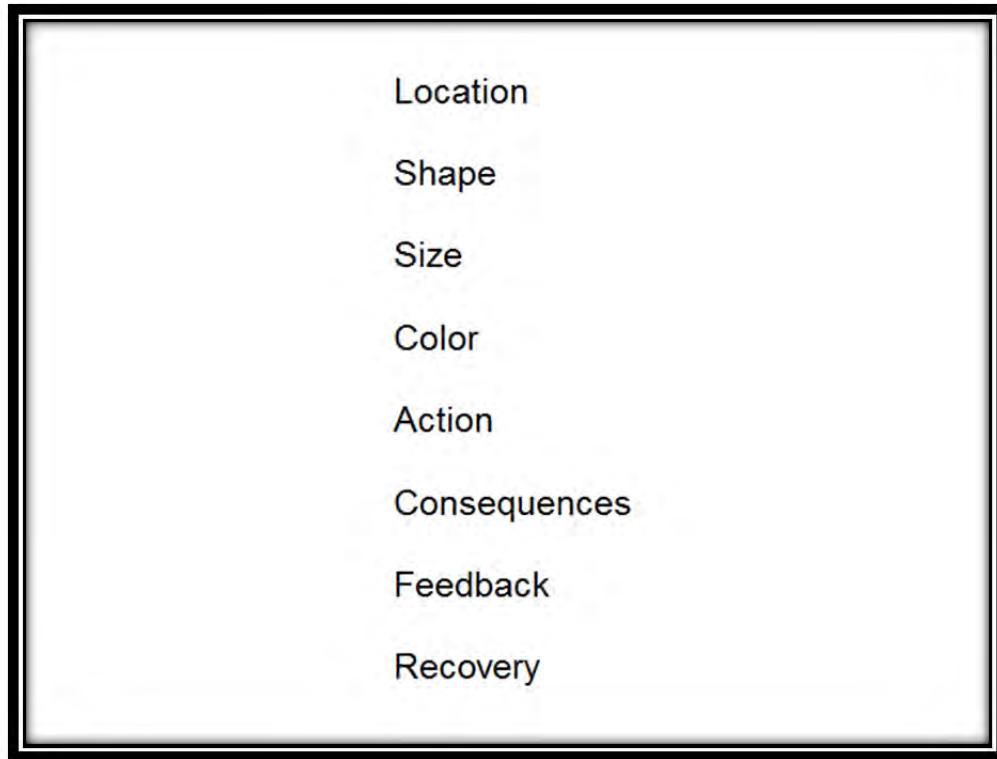 Location
Shape
Size
Color
Action
Consequences
Feedback
Recovery